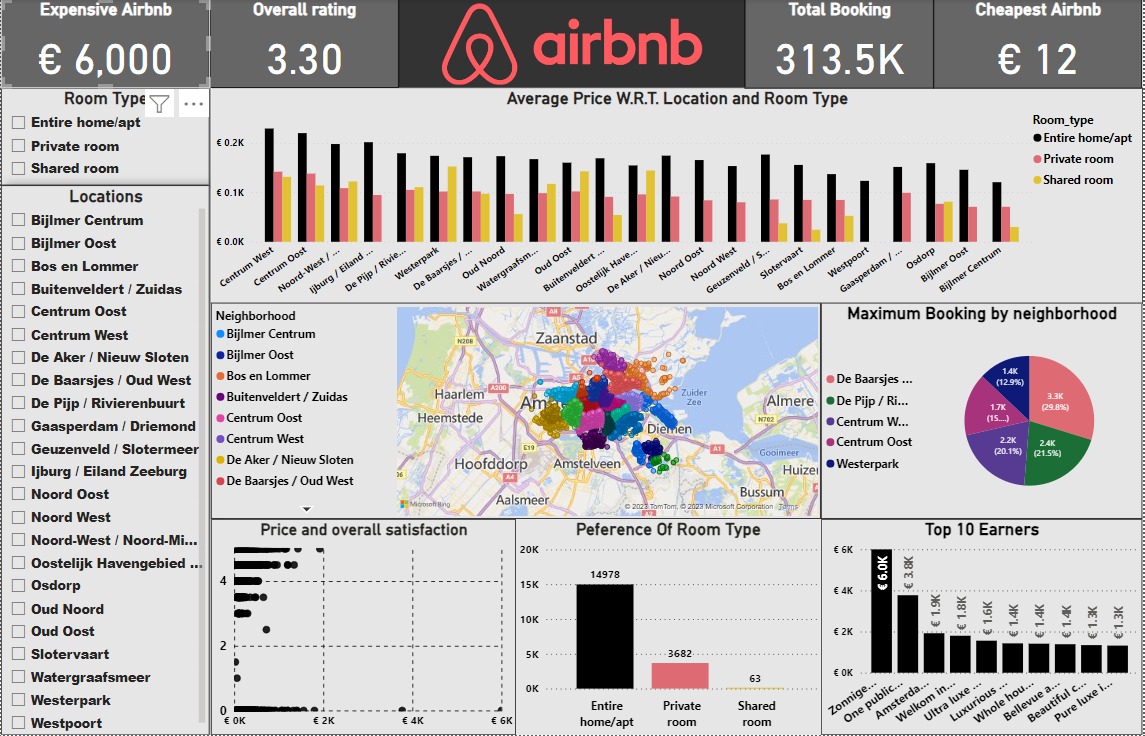 Expensive Airbnb
€ 6,000
Overall rating
3.30
airbnb
Total Booking
313.5K
Cheapest Airbnb
€ 12
Room Type
Entire home/apt
Private room
Shared room
Locations
Bijlmer Centrum
Bijlmer Oost
Bos en Lommer
Buitenveldert / Zuidas
Centrum Oost
Centrum West
De Aker / Nieuw Sloten
De Baarsjes / Oud West
De Pijp / Rivierenbuurt
Gaasperdam / Driemond
Geuzenveld / Slotermeer
Ijburg / Eiland Zeeburg
Noord Oost
Noord West
Noord-West / Noord-Mi...
Oostelijk Havengebied ...
Osdorp
Oud Noord
Oud Oost
Slotervaart
Watergraafsmeer
Westerpark
Westpoort
Average Price W.R.T. Location and Room Type
€ 0.2K
€ 0.1K
€ 0.0K
Centrum West
Centrum Oost
Noord-West / ...
Ijburg / Eiland ...
De Pijp / Rivie...
Westerpark
De Baarsjes / ...
Oud Noord
Watergraafsm...
Oud Oost
Buitenveldert ...
Oostelijk Have...
De Aker / Nieu...
Noord Oost
Noord West
Geuzenveld / S...
Slotervaart
Bos en Lommer
Westpoort
Gaasperdam / ...
Osdorp
Bijlmer Oost
Bijlmer Centrum
Room_type
Entire home/apt
Private room
Shared room
Neighborhood
Bijlmer Centrum
Bijlmer Oost
Bos en Lommer
Buitenveldert / Zuidas
Centrum Oost
Centrum West
De Aker / Nieuw Sloten
De Baarsjes / Oud West
A8
N208
Zaanstad
A200
Haarlem
Am
Heemstede
Zuider
Zee
Almere
Diemen
N702
E19
A1
Gooimeer
Hoofddorp
Amstelveen
Huizen
A4
Bussum
Aalsmeer
A2
Microsoft Bing
© 2023 TomTom, © 2023 Microsoft Corporation Terms
Maximum Booking by neighborhood
De Baarsjes ...
De Pijp / Ri...
Centrum W...
Centrum Oost
Westerpark
1.4K
(12.9%)
3.3K
(29.8%)
1.7K
(15....)
2.2K
(20.1%)
2.4K
(21.5%)
Price and overall satisfaction
4
2
0
€ 0K
€ 2K
€ 4K
€ 6K
Peference Of Room Type
20K
15K
10K
5K
0K
14978
3682
63
Entire
home/apt
Private
room
Shared
room
Top 10 Earners
€ 6K
€ 4K
€ 2K
€ 0K
€ 6.0K
€ 3.8K
€ 1.9K
€ 1.8K
€ 1.6K
€ 1.4K
€ 1.4K
€ 1.4K
€ 1.3K
€ 1.3K
Zonnige...
One public...
Amsterda...
Welkom in...
Ultra luxe ...
Luxurious ...
Whole hou...
Bellevue a...
Beautiful c...
Pure luxe i...